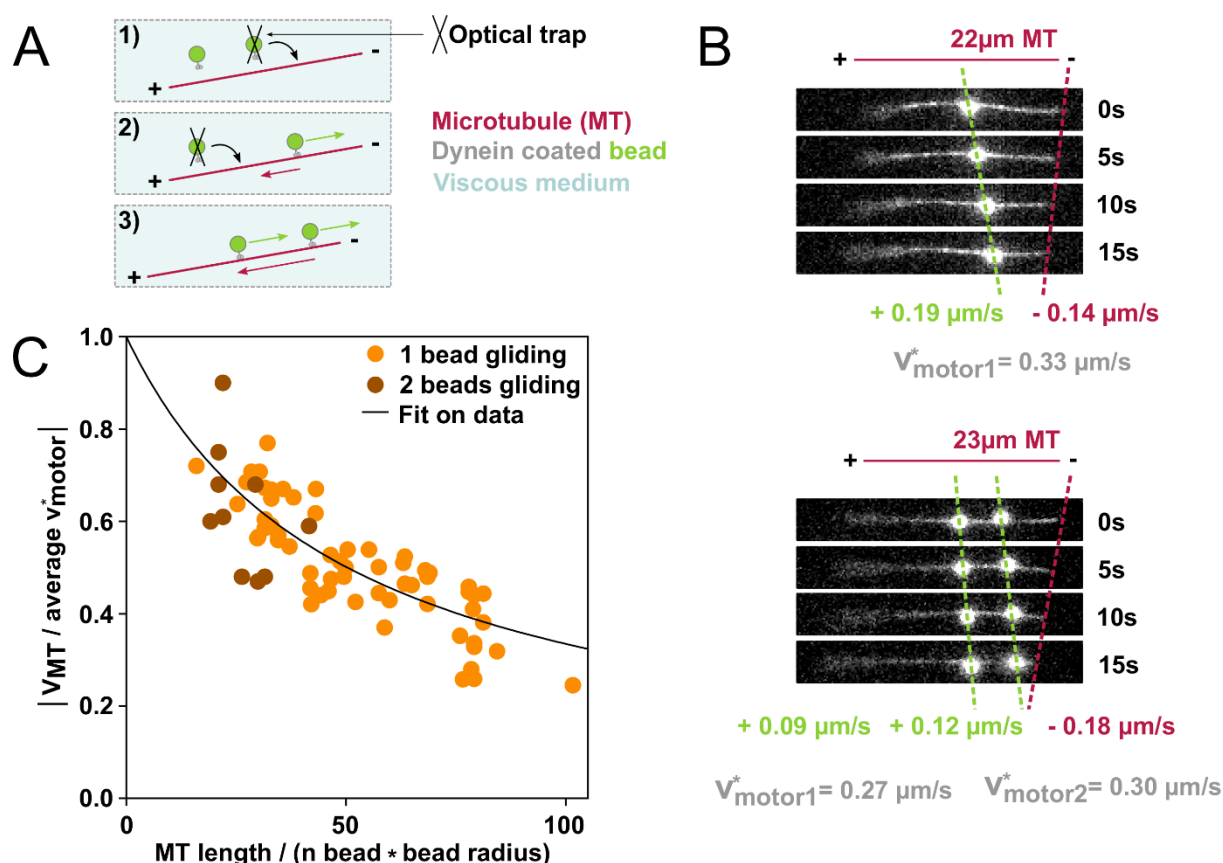 A
1)
Optical trap
+
-
2)
+
-
3)
+
-
Microtubule (MT)
Dynein coated bead
Viscous medium
B
22µm MT
+
-
0s
5s
10s
15s
+ 0.19 µm/s
- 0.14 µm/s
v*motor1 = 0.33 µm/s
23µm MT
+
-
0s
5s
10s
15s
+ 0.09 µm/s
+ 0.12 µm/s
- 0.18 µm/s
v*motor1 = 0.27 µm/s
v*motor2 = 0.30 µm/s
C
1 bead gliding
2 beads gliding
Fit on data
1.0
0.8
0.6
0.4
0.2
0.0
| VMT / average v*motor |
0
50
100
MT length / (n bead * bead radius)